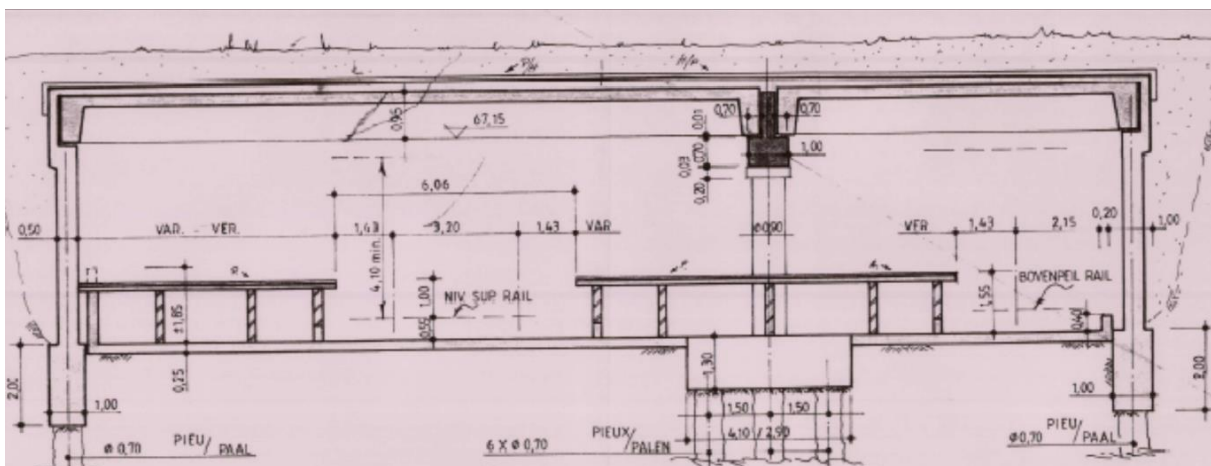 P/H H/H
0,70 0,70
0,95 67,15 0,01
0,70 1,00
0,03
6,06 0,20
0,50 VAR. - VER. 1,43 3,20 1,43 VAR Ø 0,90 VER 1,43 2,15 0,20 1,00
4,10 min.
±1,85 1,00 NIV. SUP. RAIL 1,55 BOVENPEIL RAIL
0,55 0,40
2,00 0,25 1,30 2,00
1,00 1,50 1,50 1,00
Ø 0,70 PIEU/PAAL 6 X Ø 0,70 PIEUX/PALEN 4,10 / 2,90 Ø 0,70 PIEU/PAAL